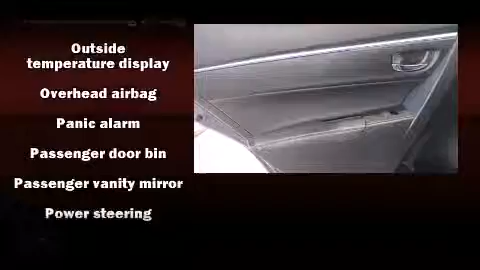 Outside
temperature display
Overhead airbag
Panic alarm
Passenger door bin
Passenger vanity mirror
Power steering